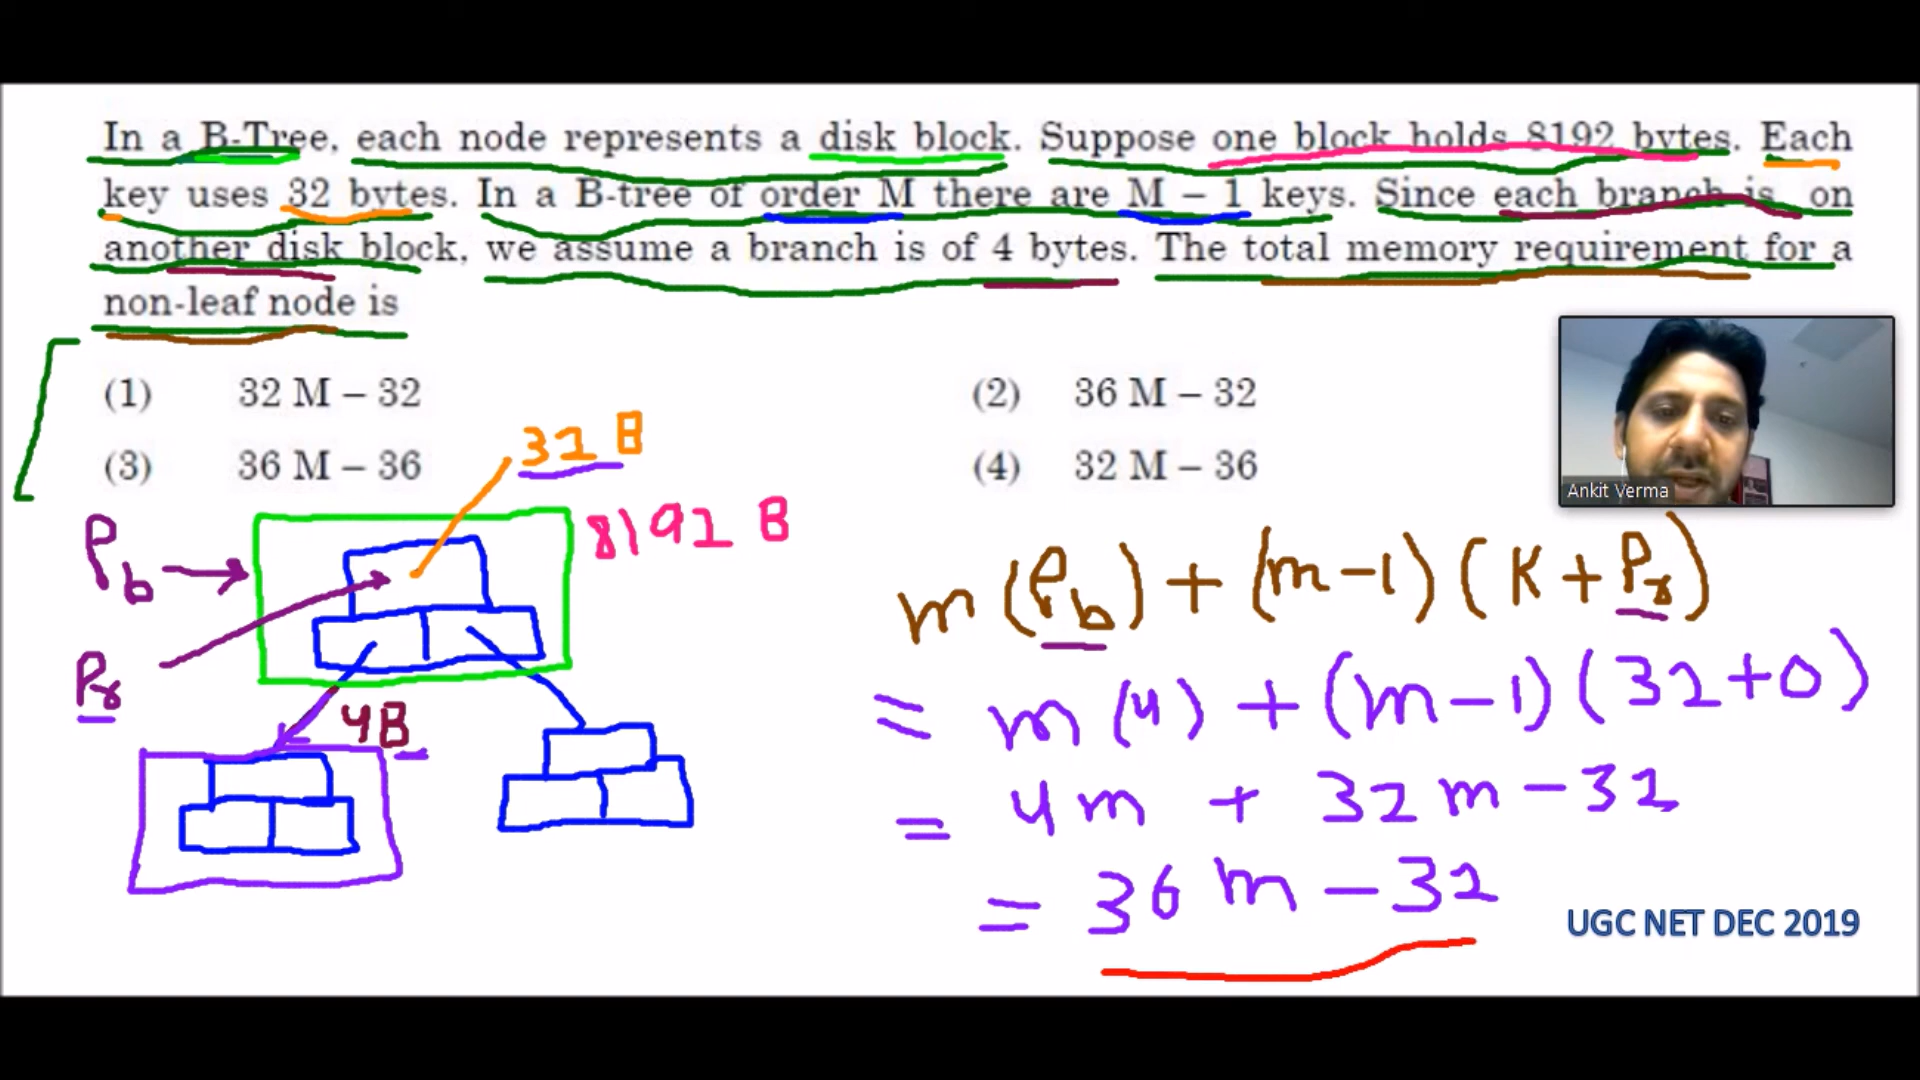 In a B-Tree, each node represents a disk block. Suppose one block holds 8192 bytes. Each
key uses 32 bytes. In a B-tree of order M there are M – 1 keys. Since each branch is on
another disk block, we assume a branch is of 4 bytes. The total memory requirement for a
non-leaf node is
(1) 32 M – 32
(2) 36 M – 32
(3) 36 M – 36
(4) 32 M – 36
Ankit Verma
32 B
8192 B
Pb
Pr
4B
m(Pb) + (m-1)(K+Pr)
= m(4) + (m-1)(32+0)
= 4m + 32m - 32
= 36m - 32
UGC NET DEC 2019